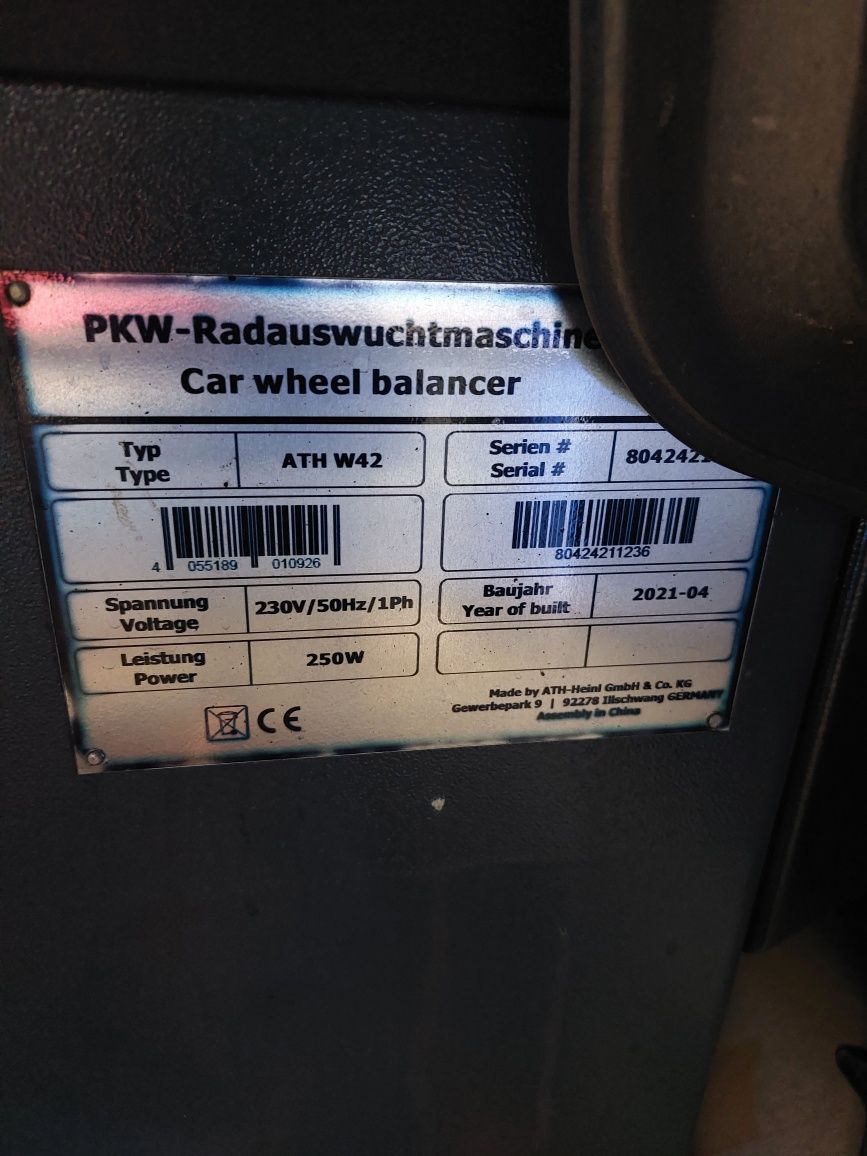 PKW-Radauswuchtmaschine
Car wheel balancer
Typ
Type
ATH W42
Serien #
Serial #
804242
4 055189 010926
80424211236
Spannung
Voltage
230V/50Hz/1Ph
Baujahr
Year of built
2021-04
Leistung
Power
250W
CE
Made by ATH-Heinl GmbH & Co. KG
Gewerbepark 9 | 92278 Illschwang GERMANY
Assembly in China